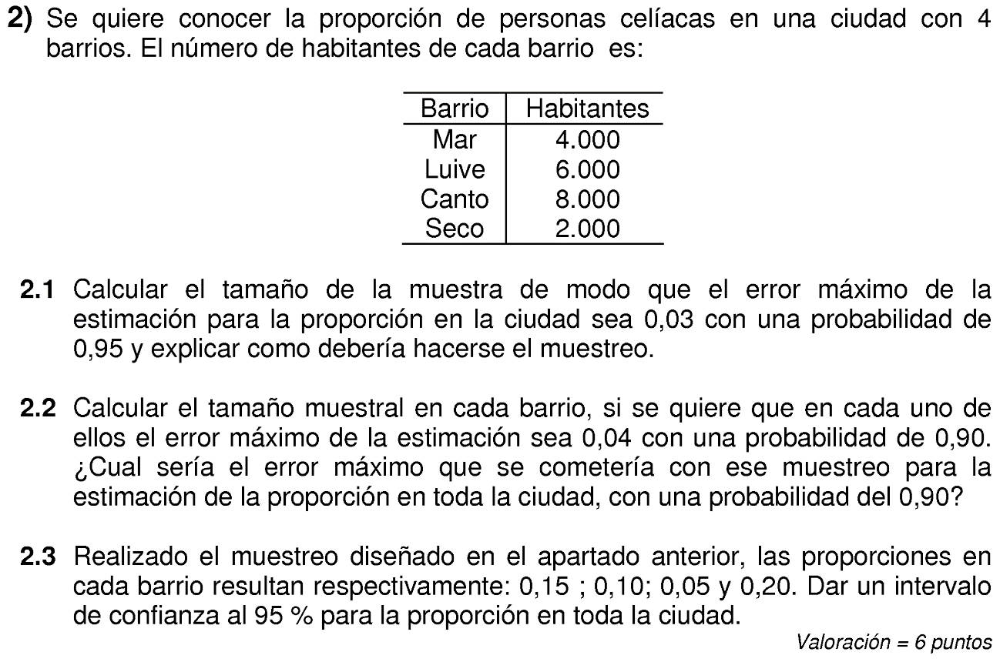 2) Se quiere conocer la proporción de personas celíacas en una ciudad con 4
barrios. El número de habitantes de cada barrio es:
Barrio Habitantes
Mar 4.000
Luive 6.000
Canto 8.000
Seco 2.000
2.1 Calcular el tamaño de la muestra de modo que el error máximo de la
estimación para la proporción en la ciudad sea 0,03 con una probabilidad de
0,95 y explicar como debería hacerse el muestreo.
2.2 Calcular el tamaño muestral en cada barrio, si se quiere que en cada uno de
ellos el error máximo de la estimación sea 0,04 con una probabilidad de 0,90.
¿Cual sería el error máximo que se cometería con ese muestreo para la
estimación de la proporción en toda la ciudad, con una probabilidad del 0,90?
2.3 Realizado el muestreo diseñado en el apartado anterior, las proporciones en
cada barrio resultan respectivamente: 0,15 ; 0,10; 0,05 y 0,20. Dar un intervalo
de confianza al 95 % para la proporción en toda la ciudad.
Valoración = 6 puntos